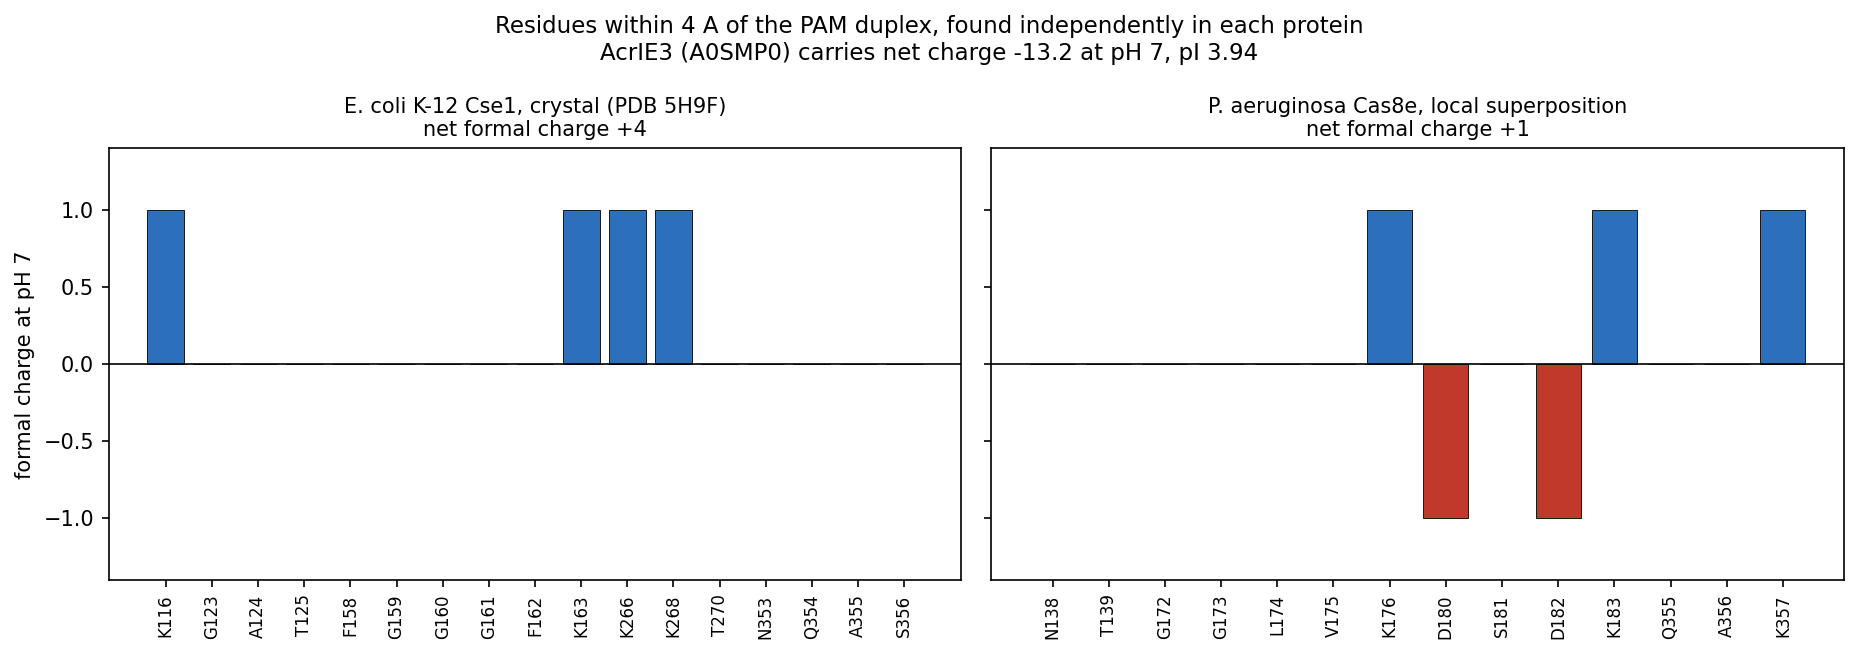 Residues within 4 A of the PAM duplex, found independently in each protein
AcrIE3 (A0SMP0) carries net charge -13.2 at pH 7, pI 3.94
E. coli K-12 Cse1, crystal (PDB 5H9F)
net formal charge +4
P. aeruginosa Cas8e, local superposition
net formal charge +1
formal charge at pH 7
1.0
0.5
0.0
−0.5
−1.0
K116
G123
A124
T125
F158
G159
G160
G161
F162
K163
K266
K268
T270
N353
Q354
A355
S356
N138
T139
G172
G173
L174
V175
K176
D180
S181
D182
K183
Q355
A356
K357